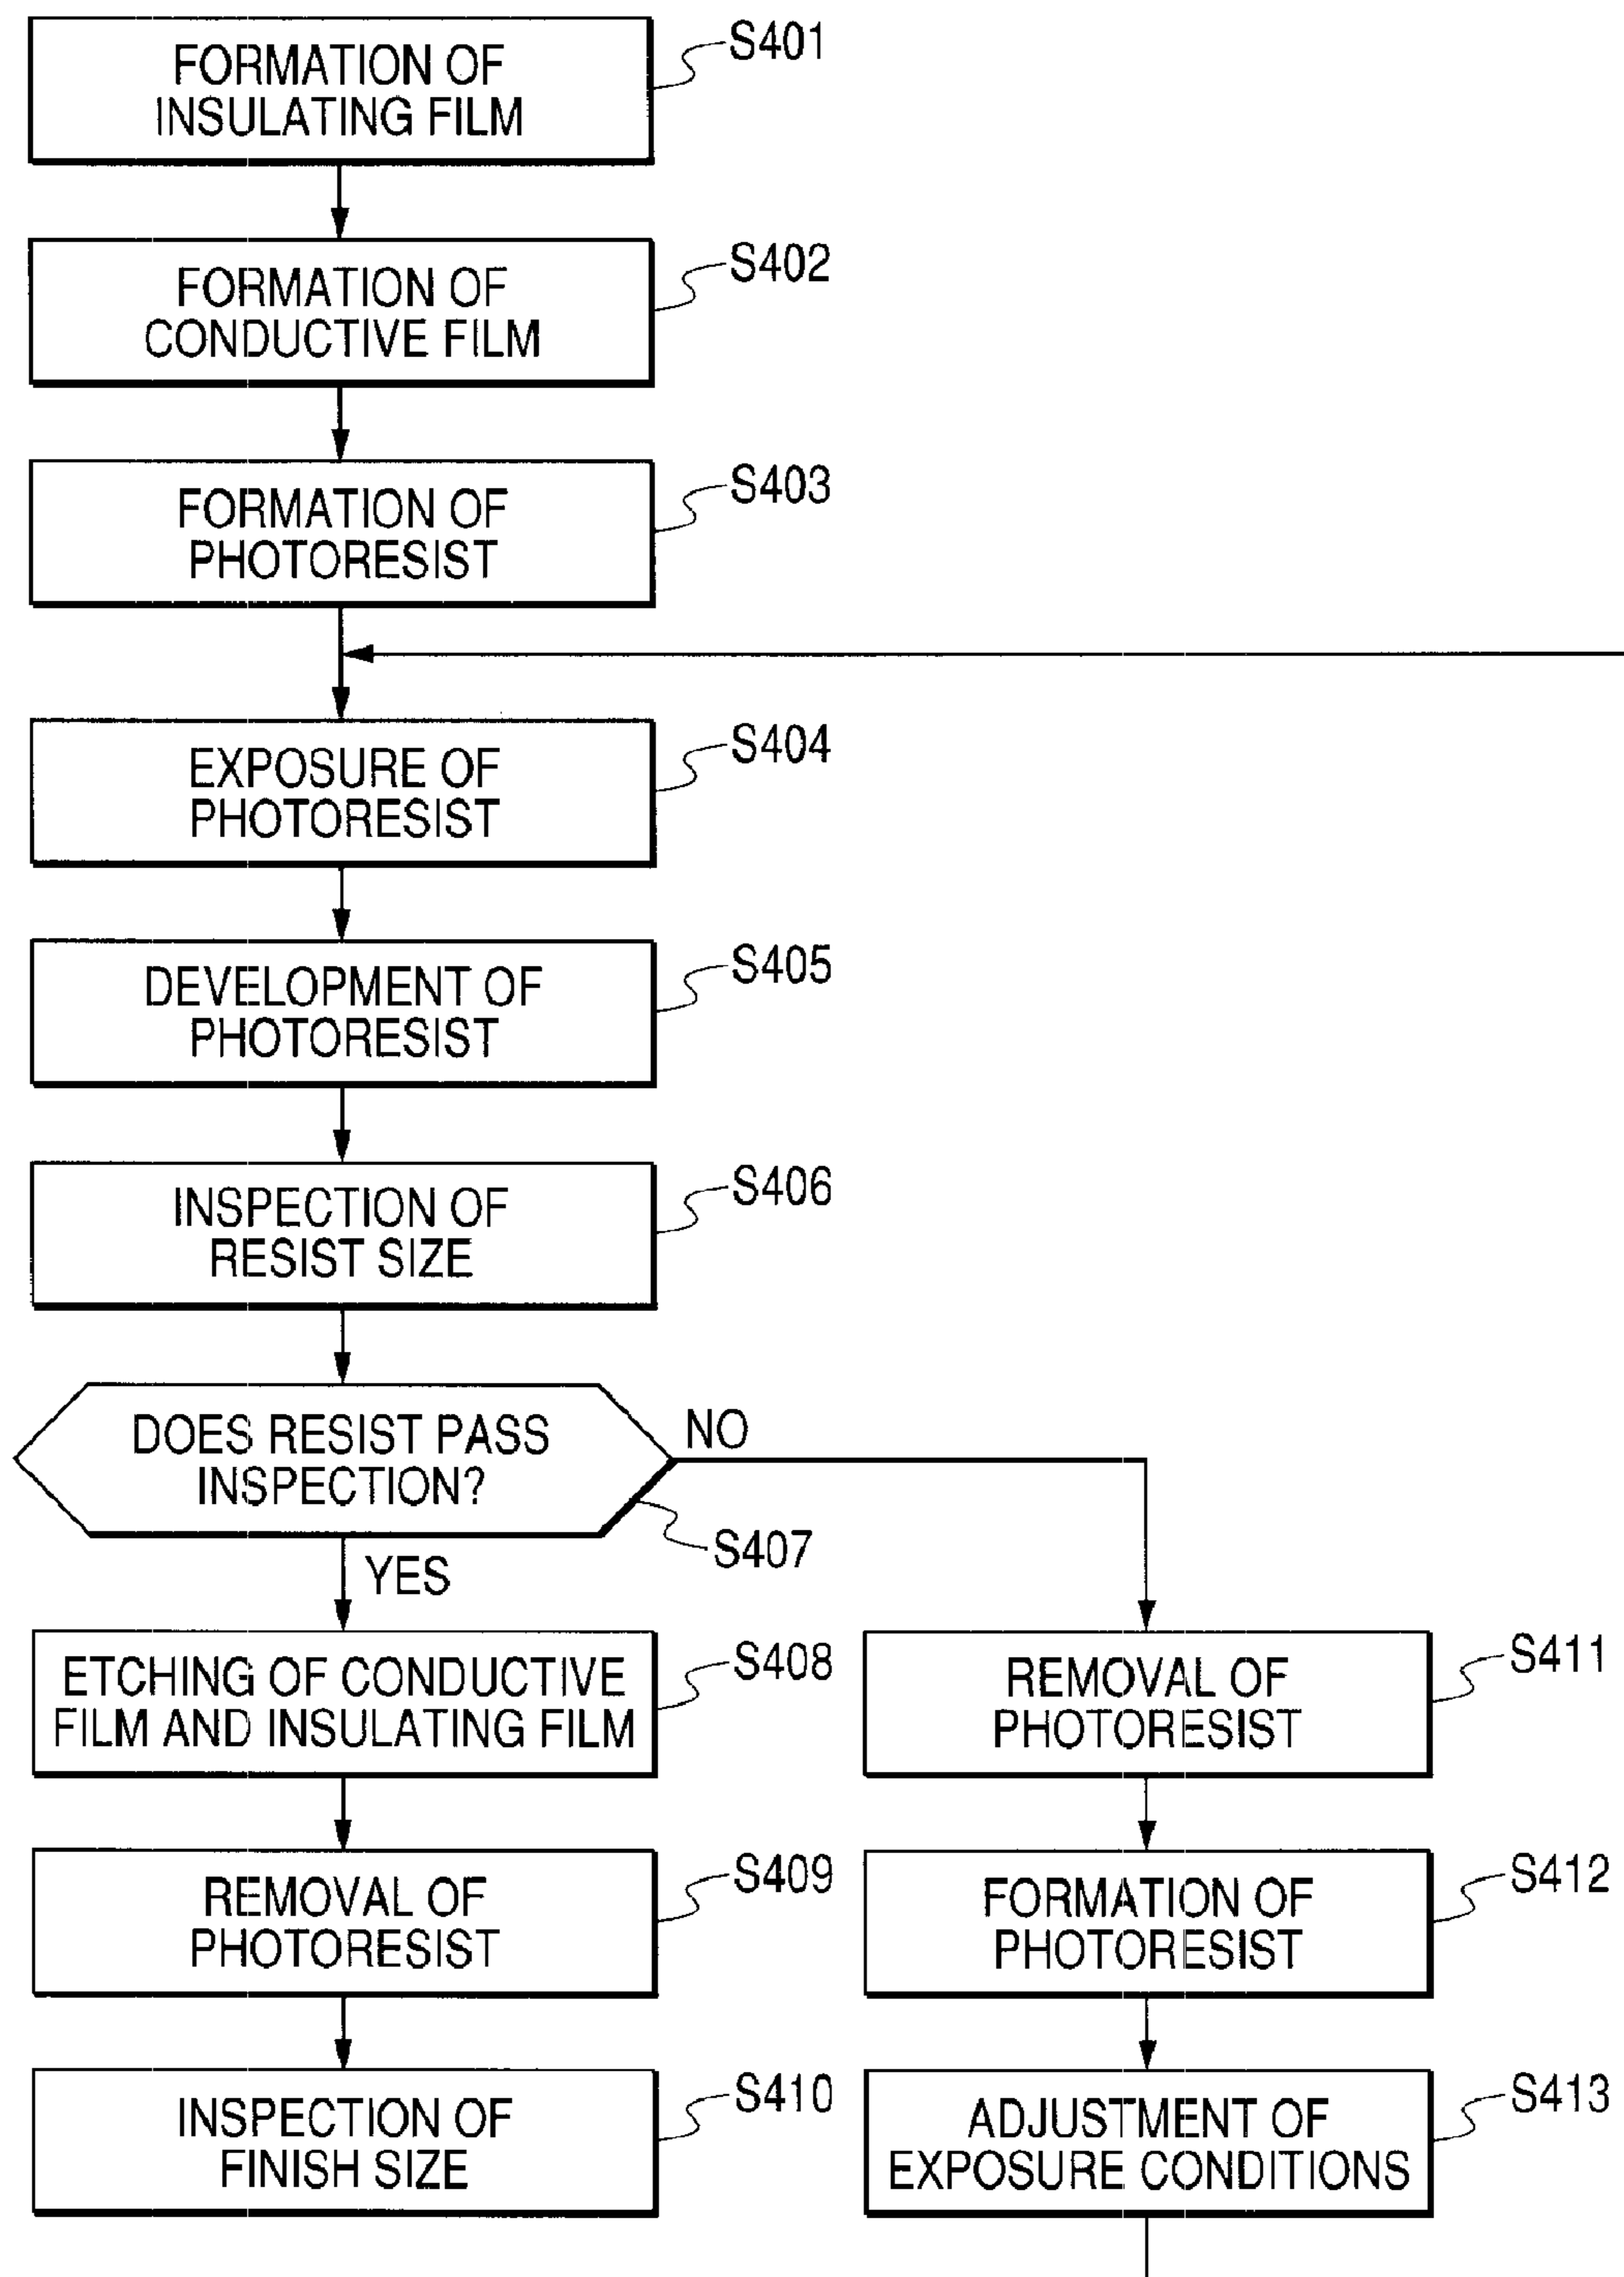 FORMATION OF
INSULATING FILM
S401
FORMATION OF
CONDUCTIVE FILM
S402
FORMATION OF
PHOTORESIST
S403
EXPOSURE OF
PHOTORESIST
S404
DEVELOPMENT OF
PHOTORESIST
S405
INSPECTION OF
RESIST SIZE
S406
DOES RESIST PASS
INSPECTION?
S407
NO
YES
ETCHING OF CONDUCTIVE
FILM AND INSULATING FILM
S408
REMOVAL OF
PHOTORESIST
S409
INSPECTION OF
FINISH SIZE
S410
REMOVAL OF
PHOTORESIST
S411
FORMATION OF
PHOTORESIST
S412
ADJUSTMENT OF
EXPOSURE CONDITIONS
S413